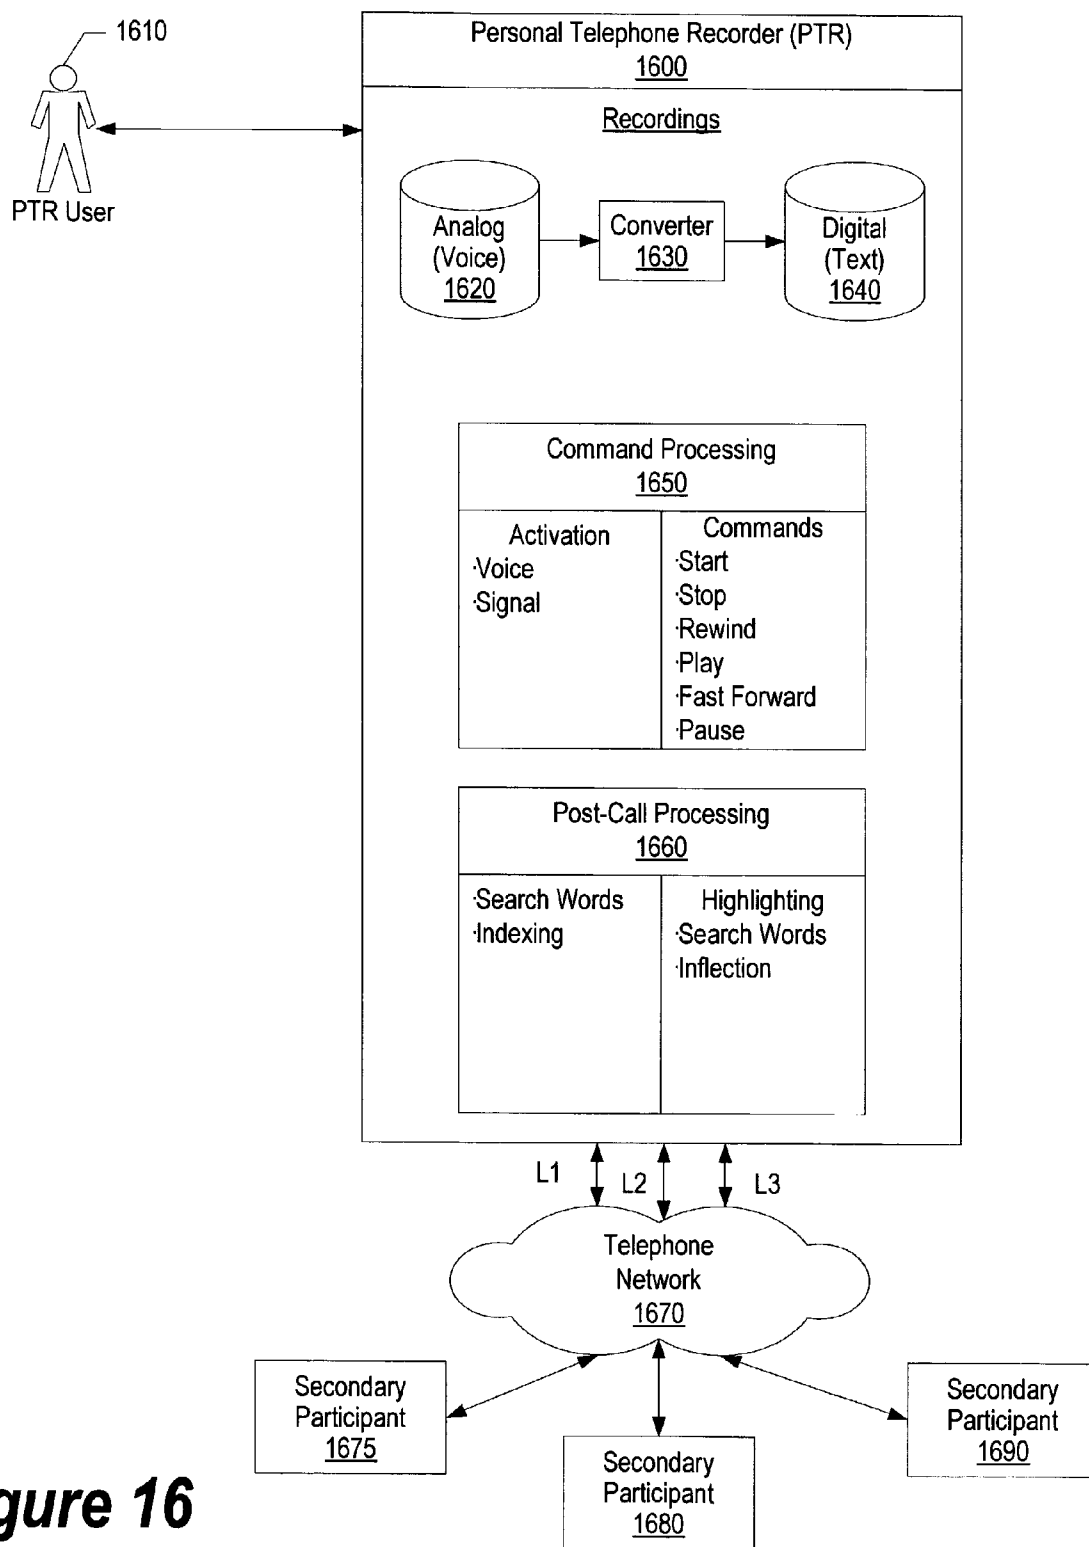 1610
PTR User
Personal Telephone Recorder (PTR)
1600
Recordings
Analog
(Voice)
1620
Converter
1630
Digital
(Text)
1640
Command Processing
1650
Activation
·Voice
·Signal
Commands
·Start
·Stop
·Rewind
·Play
·Fast Forward
·Pause
Post-Call Processing
1660
·Search Words
·Indexing
Highlighting
·Search Words
·Inflection
L1
L2
L3
Telephone
Network
1670
Secondary
Participant
1675
Secondary
Participant
1680
Secondary
Participant
1690
gure 16